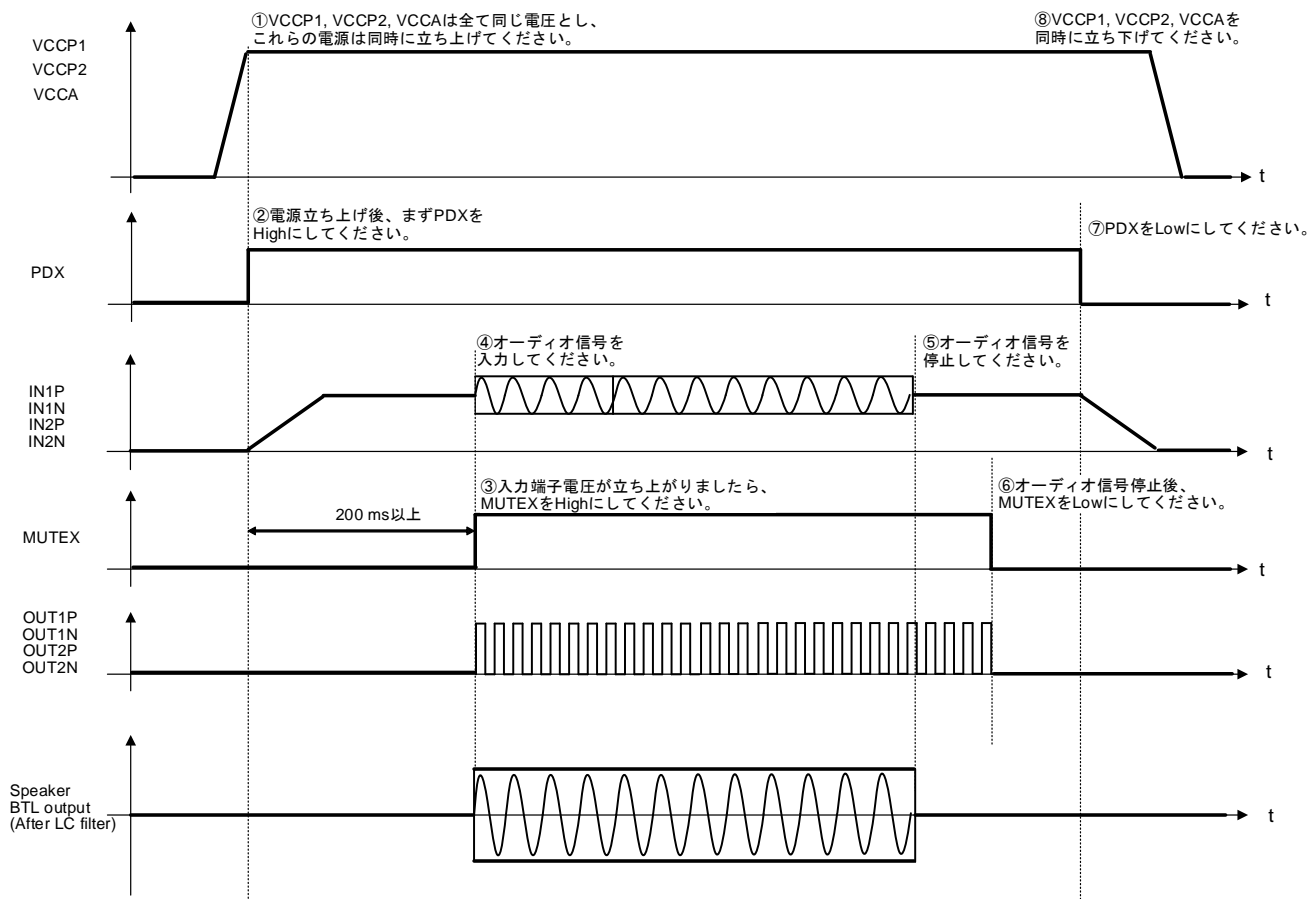 ①VCCP1, VCCP2, VCCAは全て同じ電圧とし、
これらの電源は同時に立ち上げてください。
⑧VCCP1, VCCP2, VCCAを
同時に立ち下げてください。
VCCP1
VCCP2
VCCA
t
②電源立ち上げ後、まずPDXを
Highにしてください。
⑦PDXをLowにしてください。
PDX
t
④オーディオ信号を
入力してください。
⑤オーディオ信号を
停止してください。
IN1P
IN1N
IN2P
IN2N
t
③入力端子電圧が立ち上がりましたら、
MUTEXをHighにしてください。
⑥オーディオ信号停止後、
MUTEXをLowにしてください。
200 ms以上
MUTEX
t
OUT1P
OUT1N
OUT2P
OUT2N
t
Speaker
BTL output
(After LC filter)
t